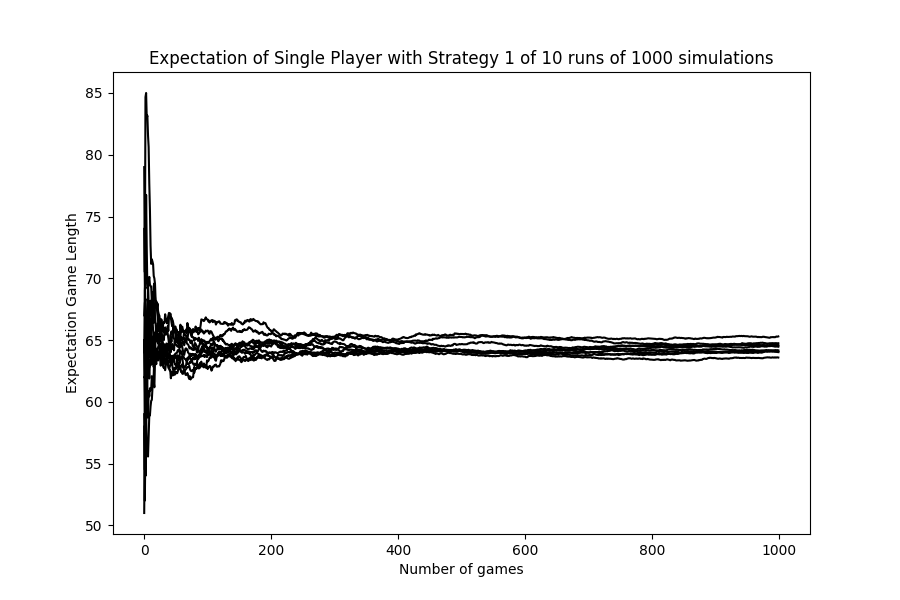 Expectation of Single Player with Strategy 1 of 10 runs of 1000 simulations
85
80
75
70
65
60
55
50
Expectation Game Length
0 200 400 600 800 1000
Number of games